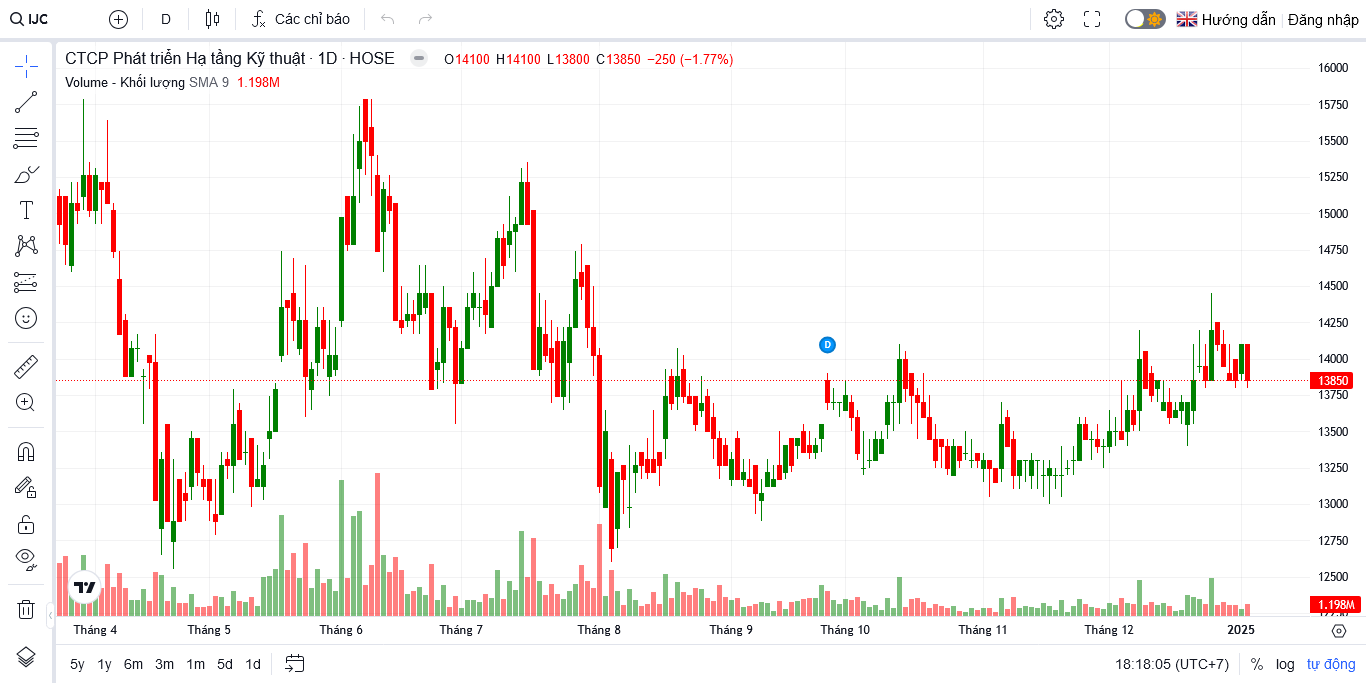 IJC D Các chỉ báo Hướng dẫn Đăng nhập
CTCP Phát triển Hạ tầng Kỹ thuật · 1D · HOSE O14100 H14100 L13800 C13850 −250 (−1.77%)
Volume - Khối lượng SMA 9 1.198M
16000
15750
15500
15250
15000
14750
14500
14250
D
14000
13850
13750
13500
13250
13000
12750
12500
1.198M
Tháng 4 Tháng 5 Tháng 6 Tháng 7 Tháng 8 Tháng 9 Tháng 10 Tháng 11 Tháng 12 2025
5y 1y 6m 3m 1m 5d 1d 18:18:05 (UTC+7) % log tự động